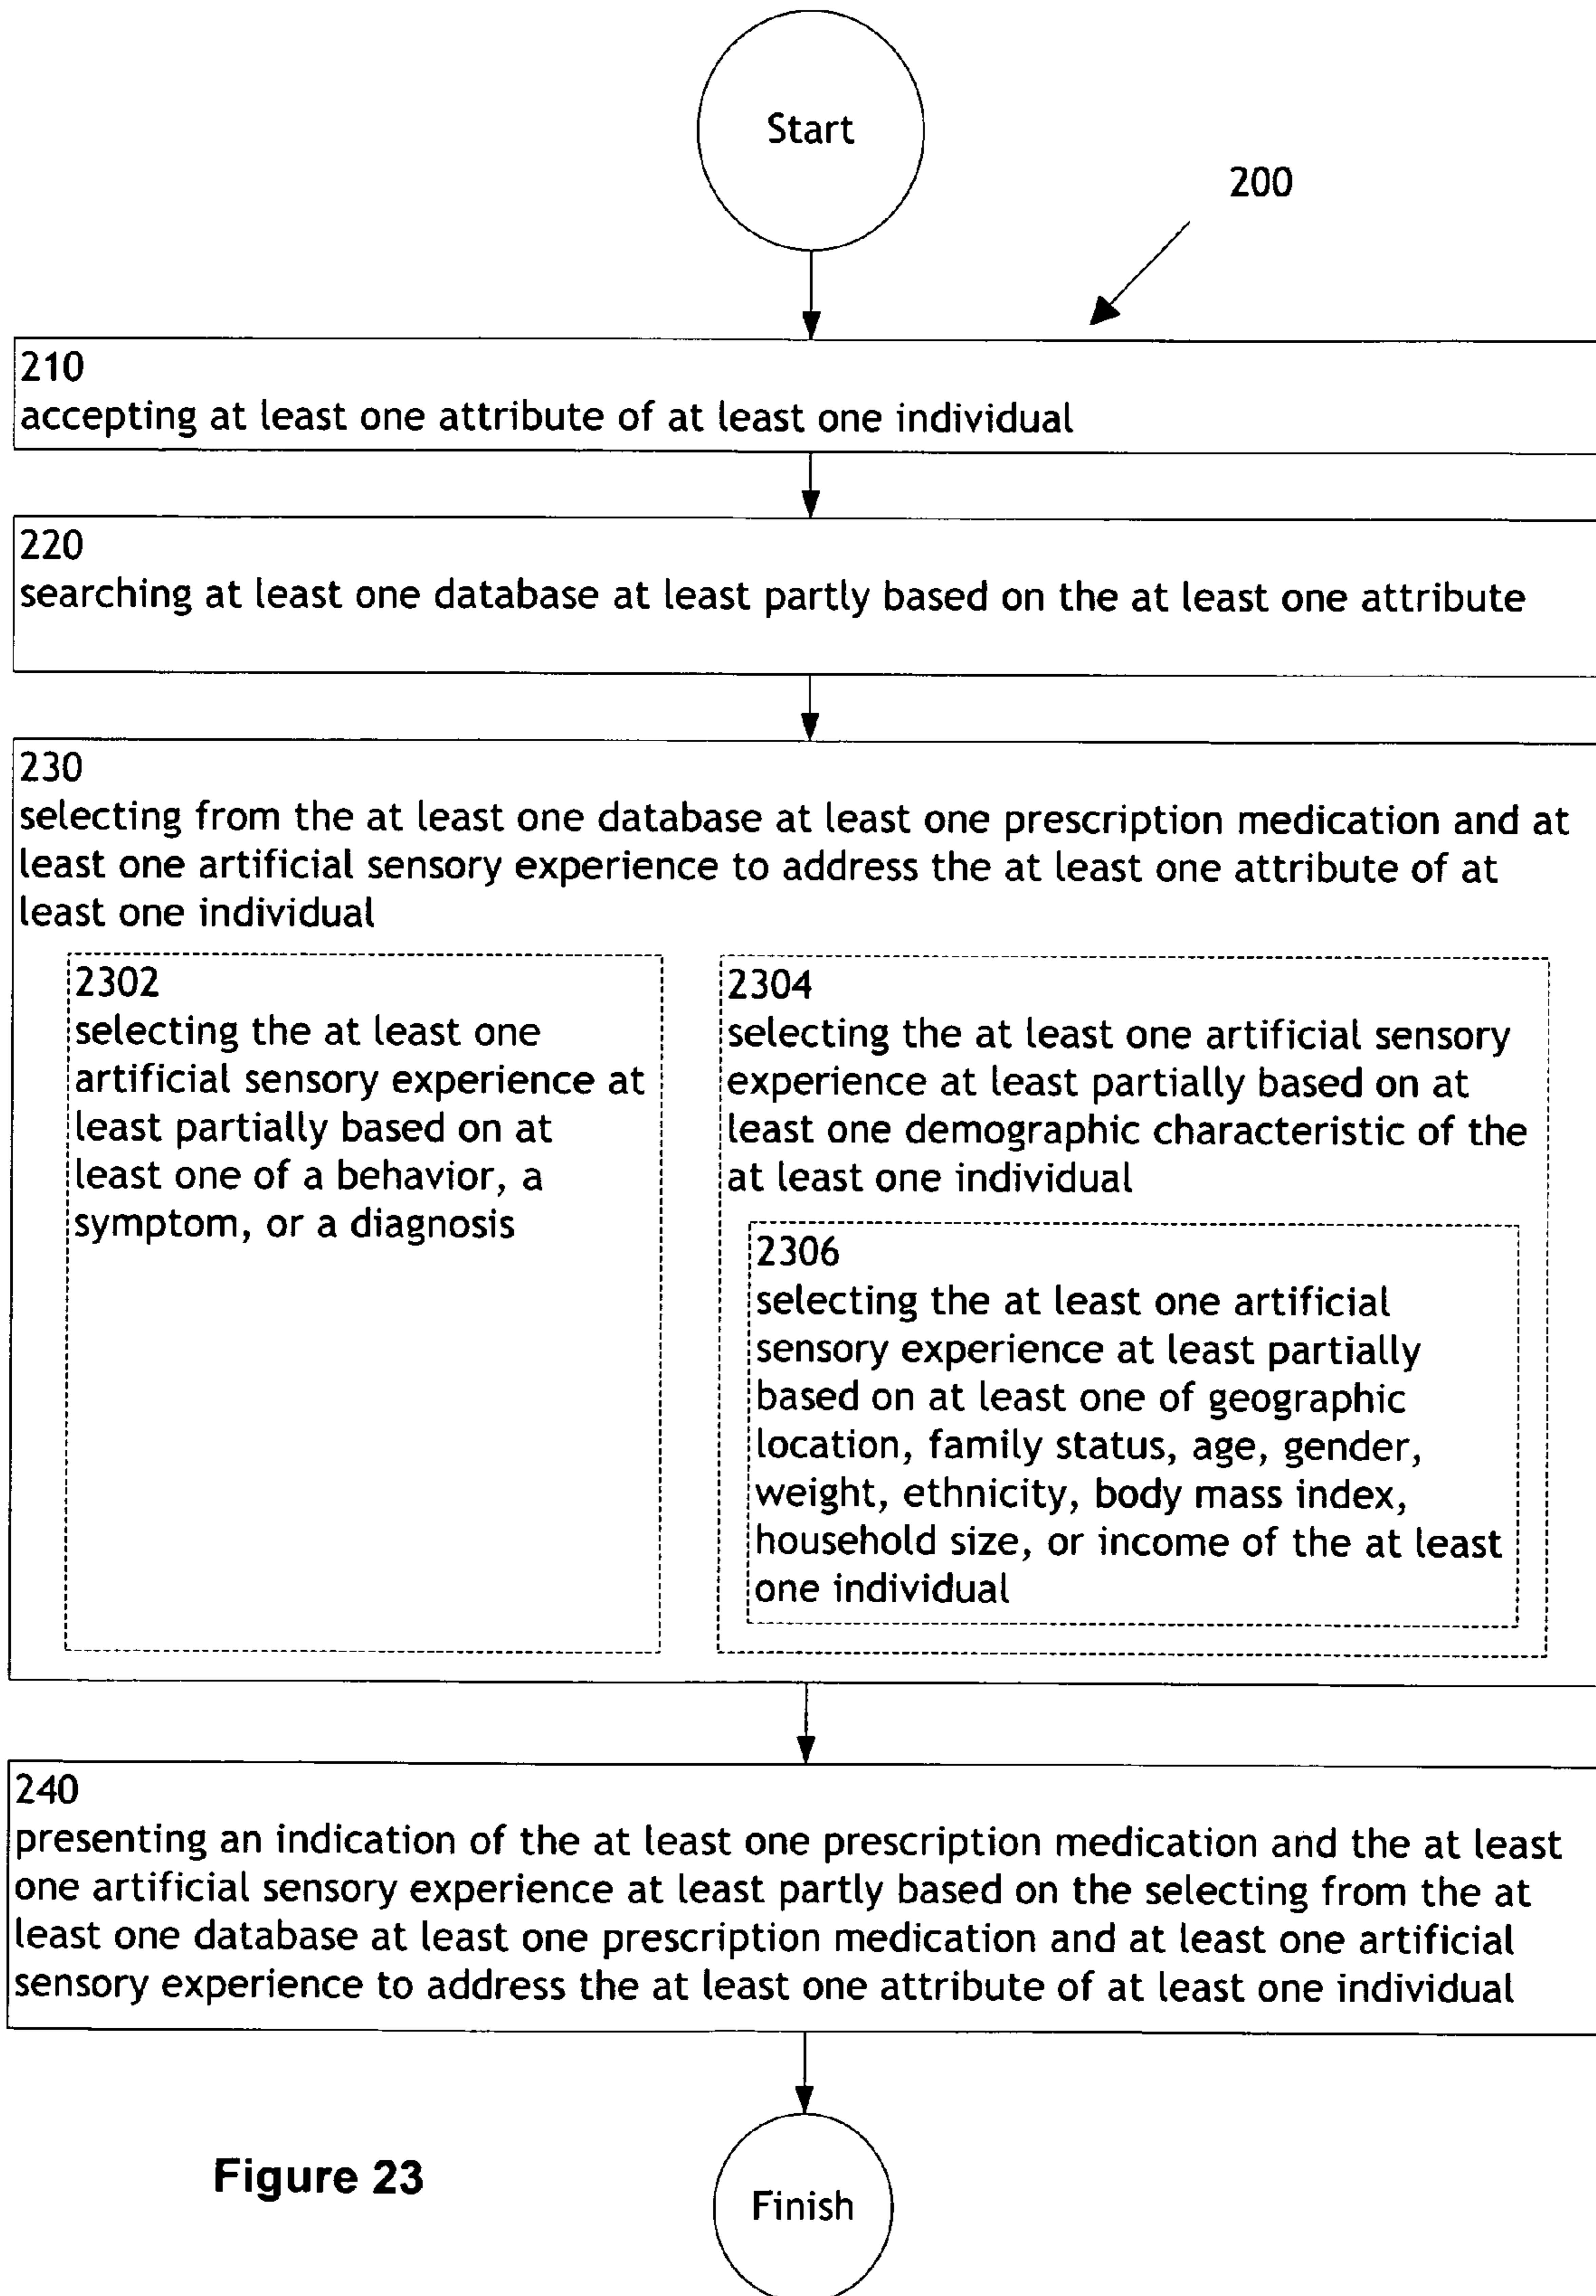 Start
200
210
accepting at least one attribute of at least one individual
220
searching at least one database at least partly based on the at least one attribute
230
selecting from the at least one database at least one prescription medication and at
least one artificial sensory experience to address the at least one attribute of at
least one individual
2302
selecting the at least one
artificial sensory experience at
least partially based on at
least one of a behavior, a
symptom, or a diagnosis
2304
selecting the at least one artificial sensory
experience at least partially based on at
least one demographic characteristic of the
at least one individual
2306
selecting the at least one artificial
sensory experience at least partially
based on at least one of geographic
location, family status, age, gender,
weight, ethnicity, body mass index,
household size, or income of the at least
one individual
240
presenting an indication of the at least one prescription medication and the at least
one artificial sensory experience at least partly based on the selecting from the at
least one database at least one prescription medication and at least one artificial
sensory experience to address the at least one attribute of at least one individual
Figure 23
Finish